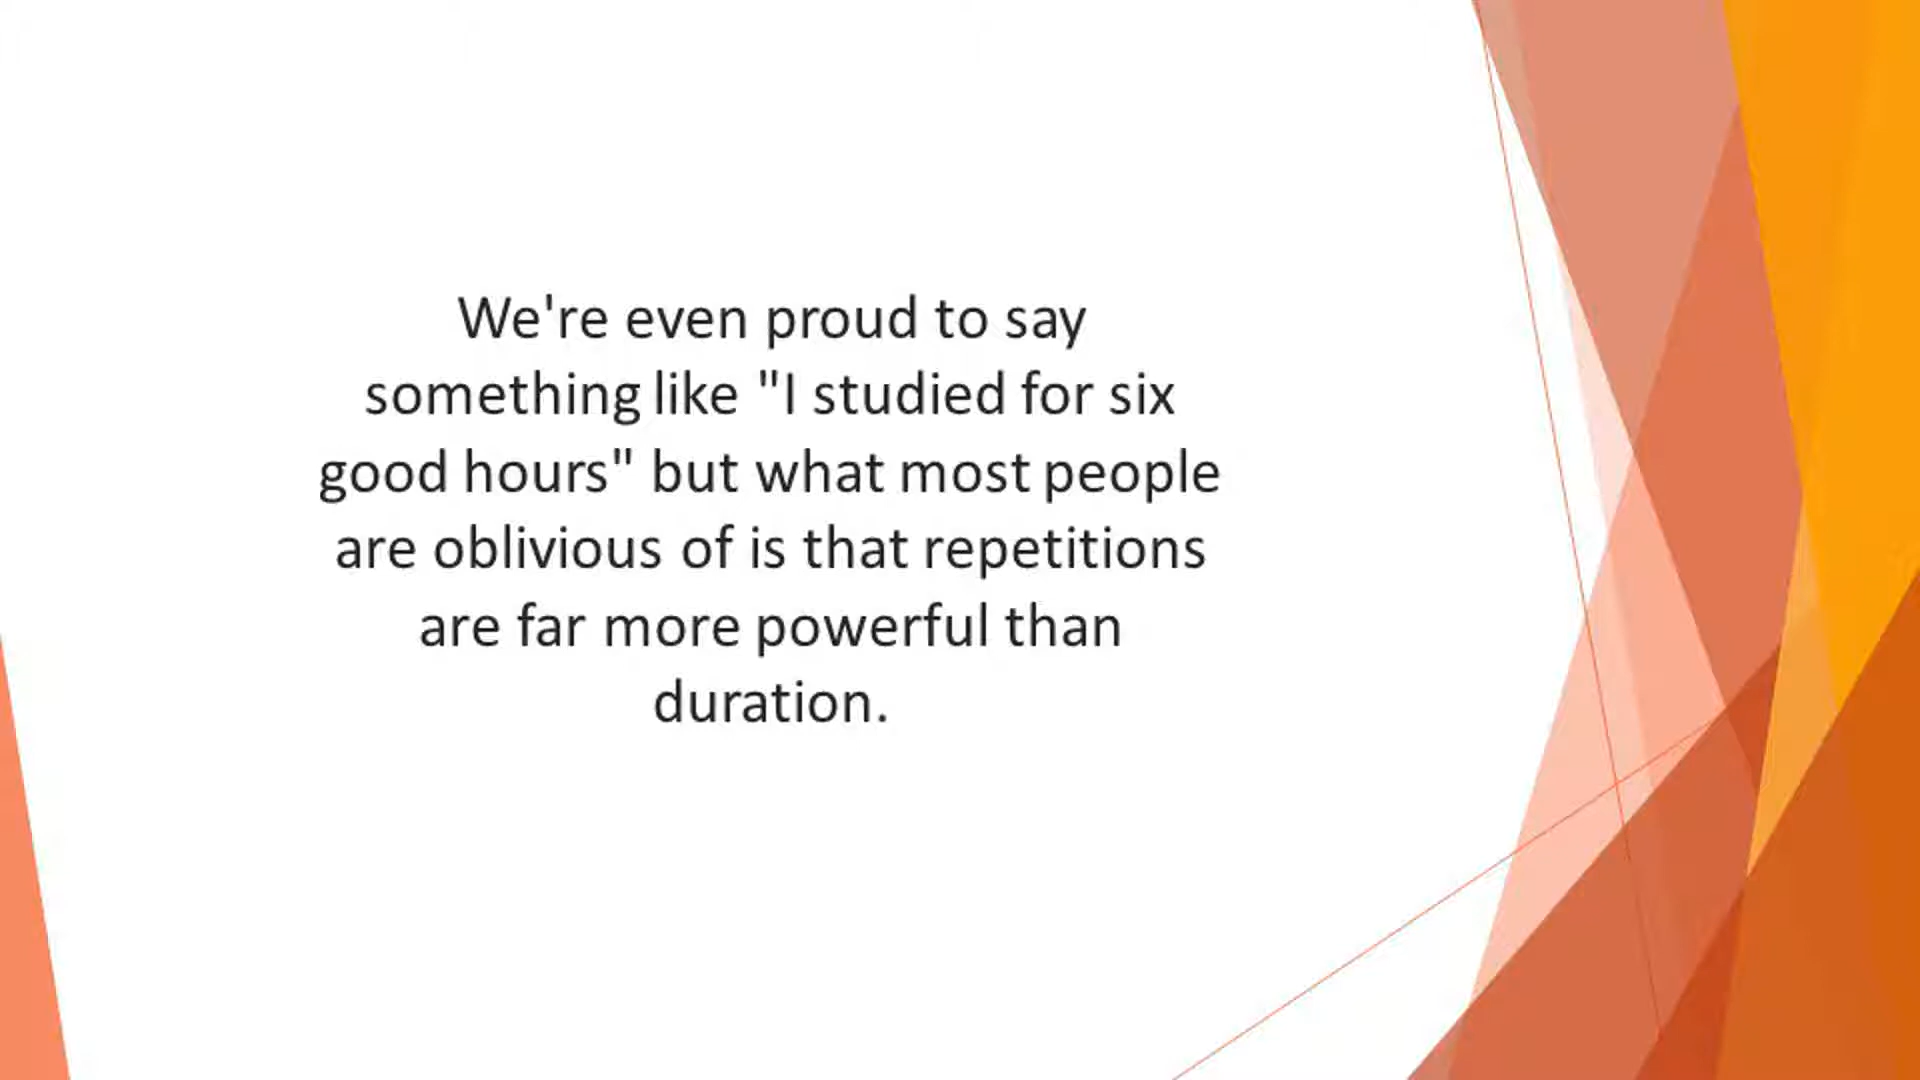 We're even proud to say
something like "I studied for six
good hours" but what most people
are oblivious of is that repetitions
are far more powerful than
duration.